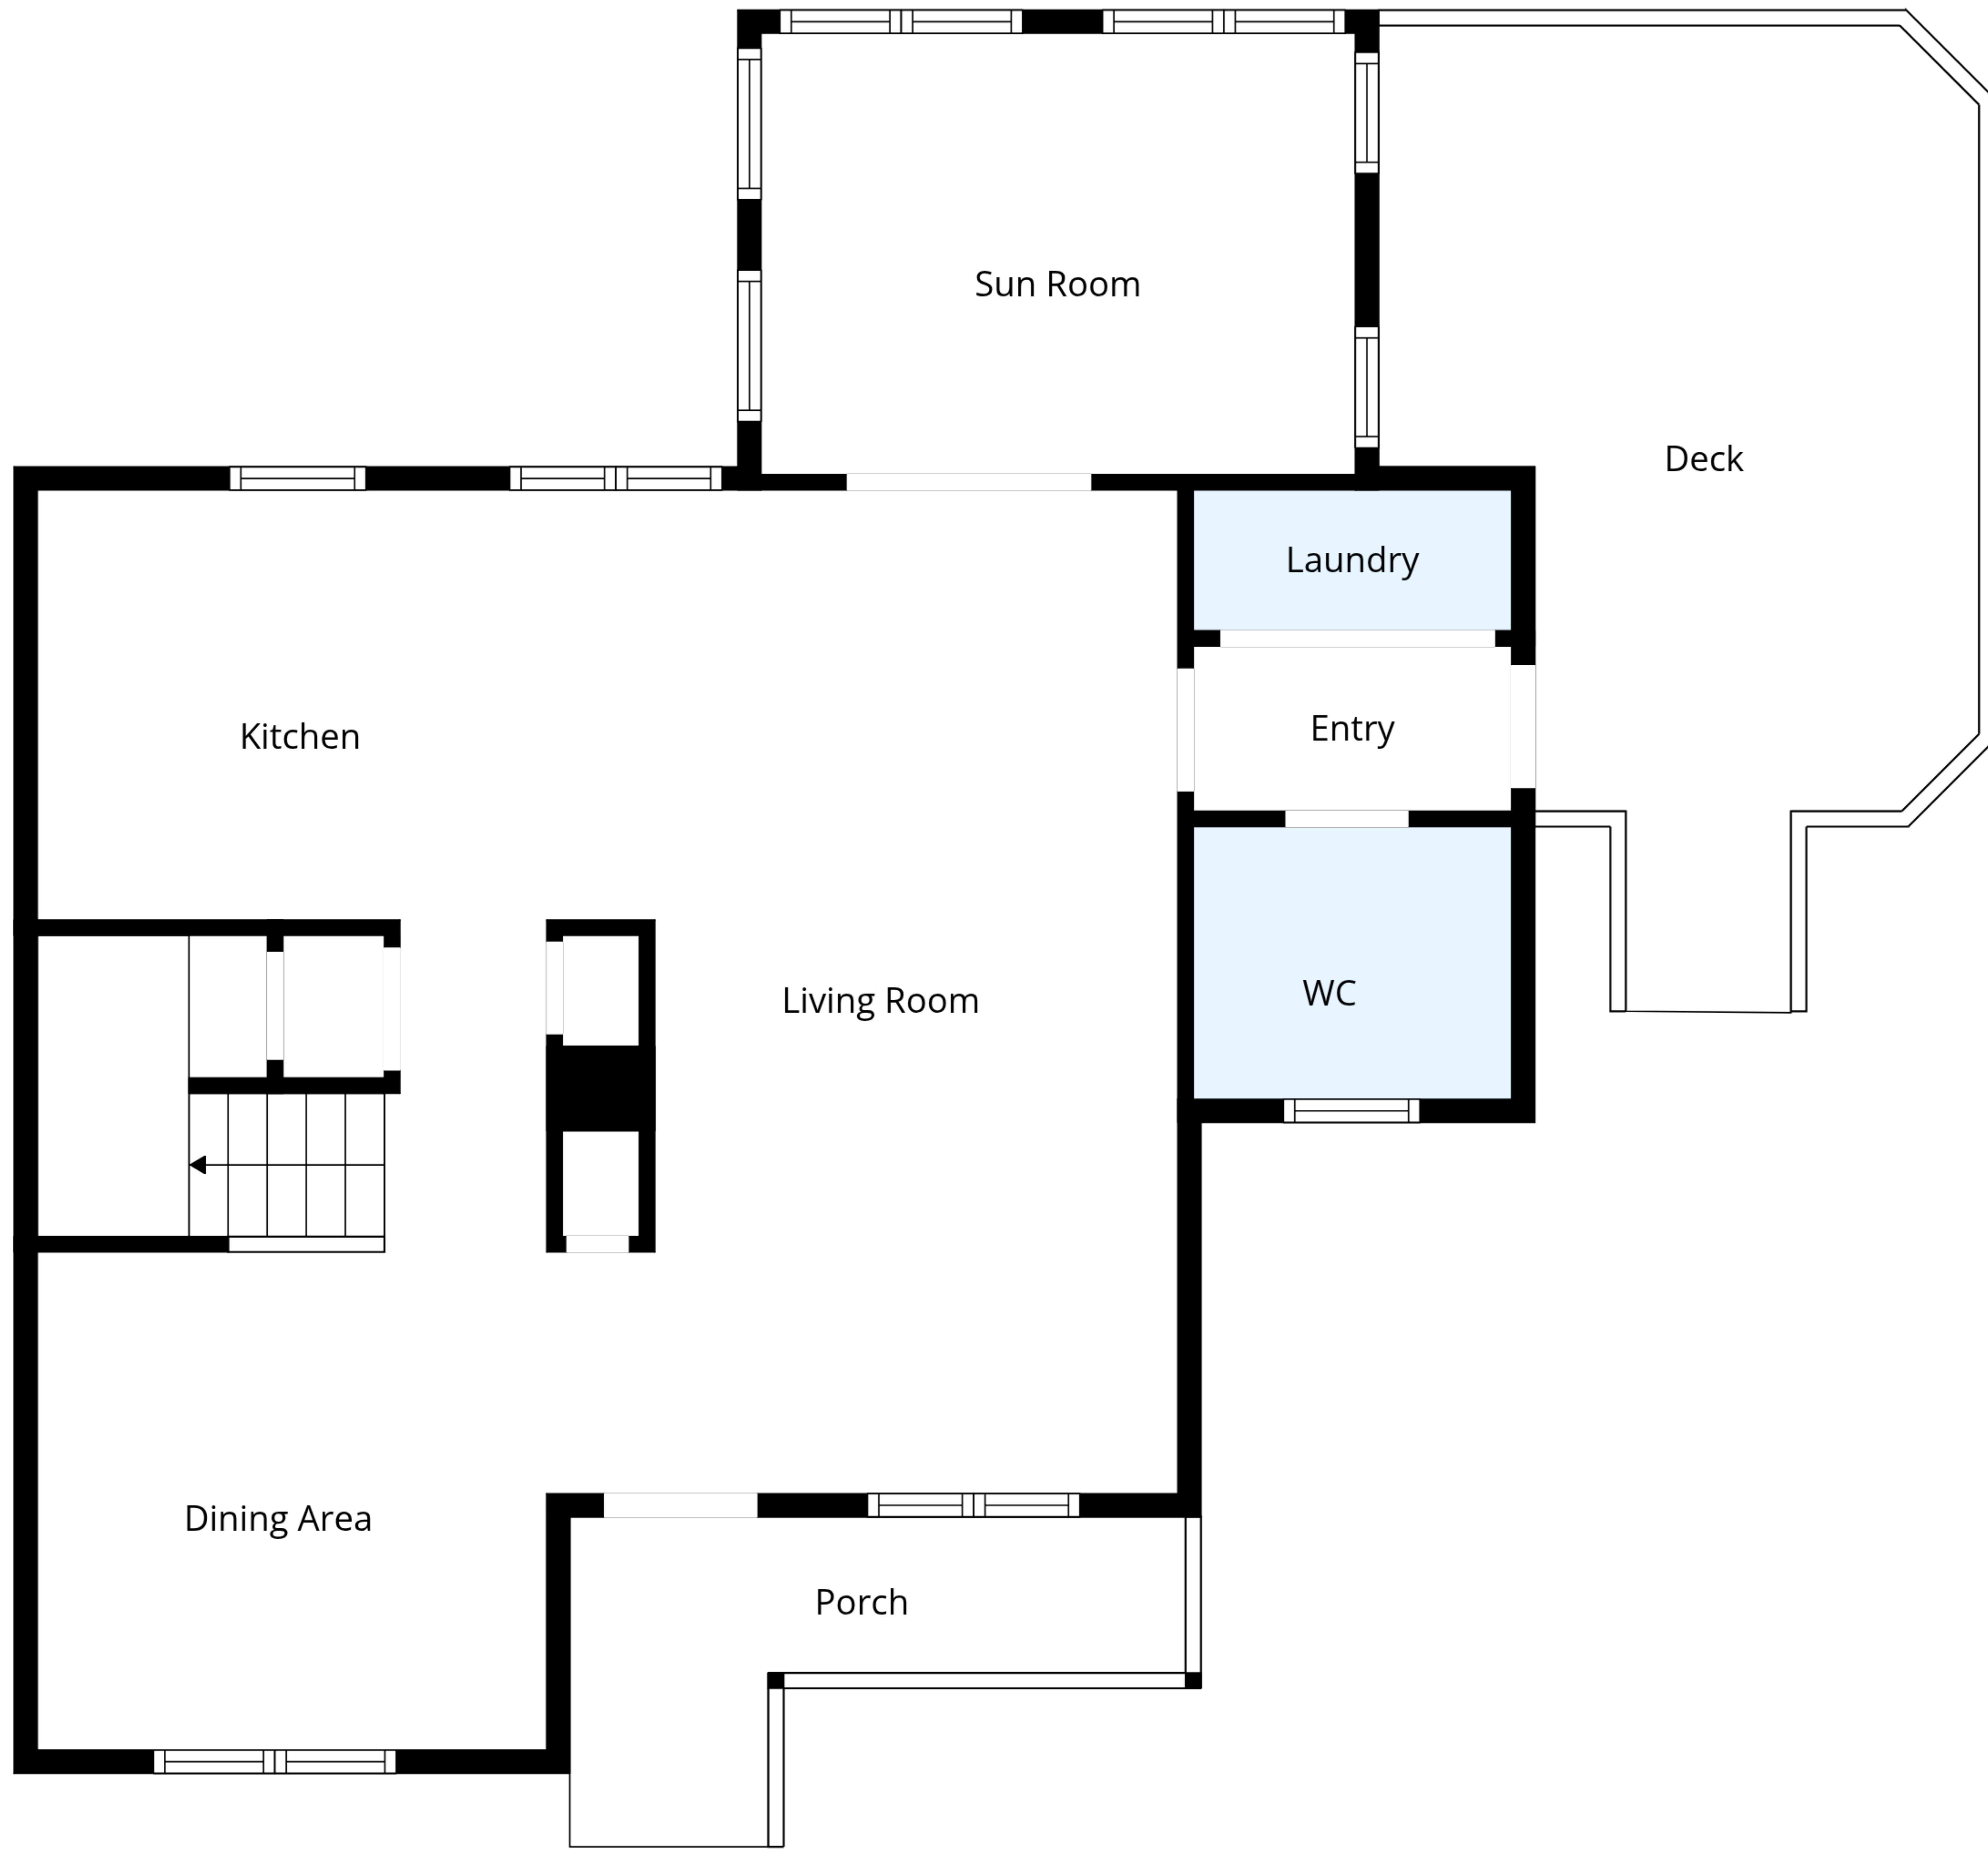 Sun Room
Deck
Laundry
Entry
Kitchen
WC
Living Room
Dining Area
Porch